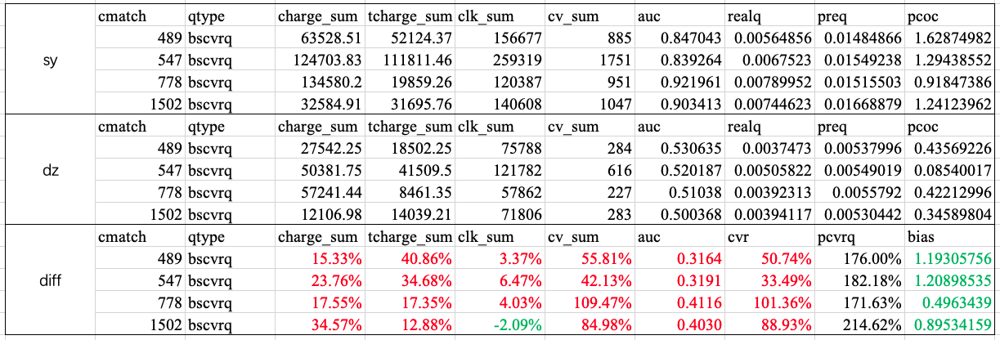 cmatch qtype charge_sum tcharge_sum clk_sum cv_sum auc realq preq pcoc
489 bscvrq 63528.51 52124.37 156677 885 0.847043 0.00564856 0.01484866 1.62874982
sy 547 bscvrq 124703.83 111811.46 259319 1751 0.839264 0.0067523 0.01549238 1.29438552
778 bscvrq 134580.2 19859.26 120387 951 0.921961 0.00789952 0.01515503 0.91847386
1502 bscvrq 32584.91 31695.76 140608 1047 0.903413 0.00744623 0.01668879 1.24123962
cmatch qtype charge_sum tcharge_sum clk_sum cv_sum auc realq preq pcoc
489 bscvrq 27542.25 18502.25 75788 284 0.530635 0.0037473 0.00537996 0.43569226
dz 547 bscvrq 50381.75 41509.5 121782 616 0.520187 0.00505822 0.00549019 0.08540017
778 bscvrq 57241.44 8461.35 57862 227 0.51038 0.00392313 0.0055792 0.42212996
1502 bscvrq 12106.98 14039.21 71806 283 0.500368 0.00394117 0.00530442 0.34589804
cmatch qtype charge_sum tcharge_sum clk_sum cv_sum auc cvr pcvrq bias
489 bscvrq 15.33% 40.86% 3.37% 55.81% 0.3164 50.74% 176.00% 1.19305756
diff 547 bscvrq 23.76% 34.68% 6.47% 42.13% 0.3191 33.49% 182.18% 1.20898535
778 bscvrq 17.55% 17.35% 4.03% 109.47% 0.4116 101.36% 171.63% 0.4963439
1502 bscvrq 34.57% 12.88% -2.09% 84.98% 0.4030 88.93% 214.62% 0.89534159